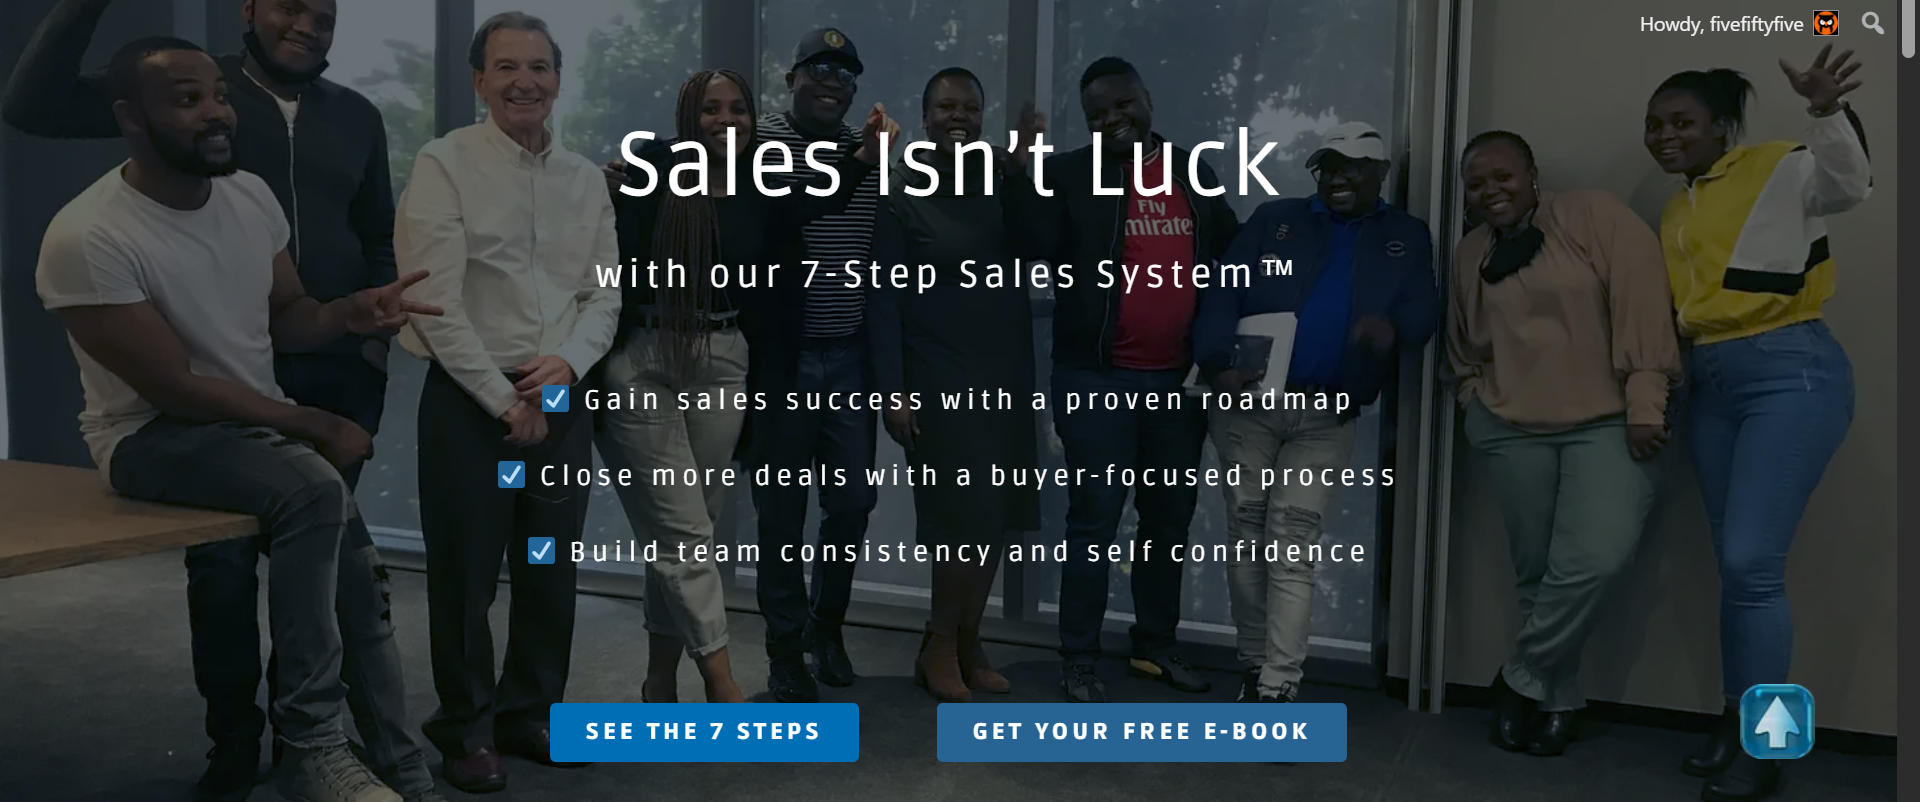 Howdy, fivefiftyfive
Sales Isn’t Luck
Fly
mirates
with our 7-Step Sales System™
Gain sales success with a proven roadmap
Close more deals with a buyer-focused process
Build team consistency and self confidence
SEE THE 7 STEPS
GET YOUR FREE E-BOOK